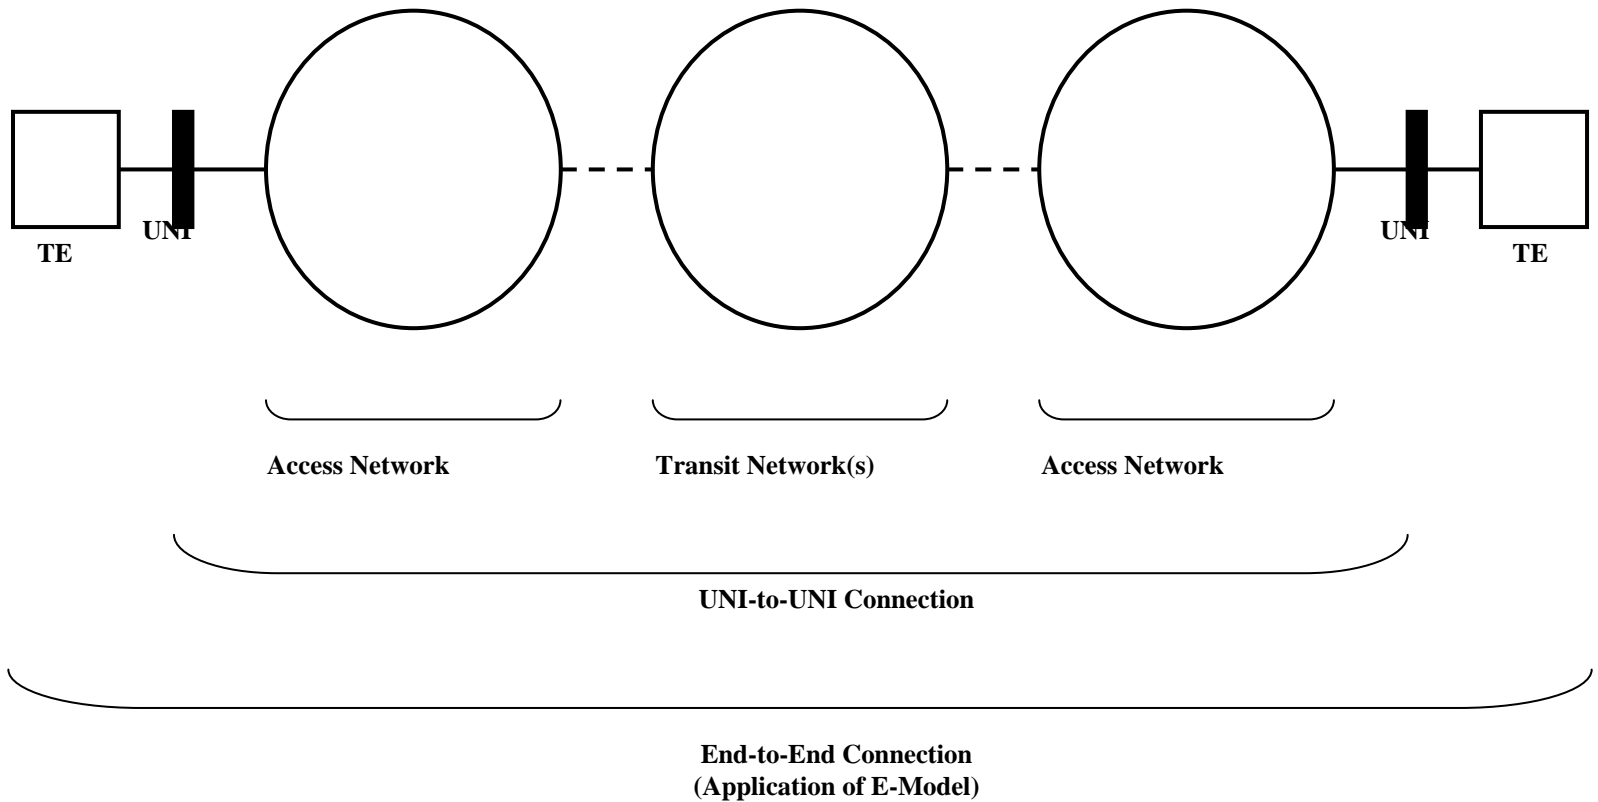 UNI
UNI
TE
TE
Access Network
Transit Network(s)
Access Network
UNI-to-UNI Connection
End-to-End Connection
(Application of E-Model)